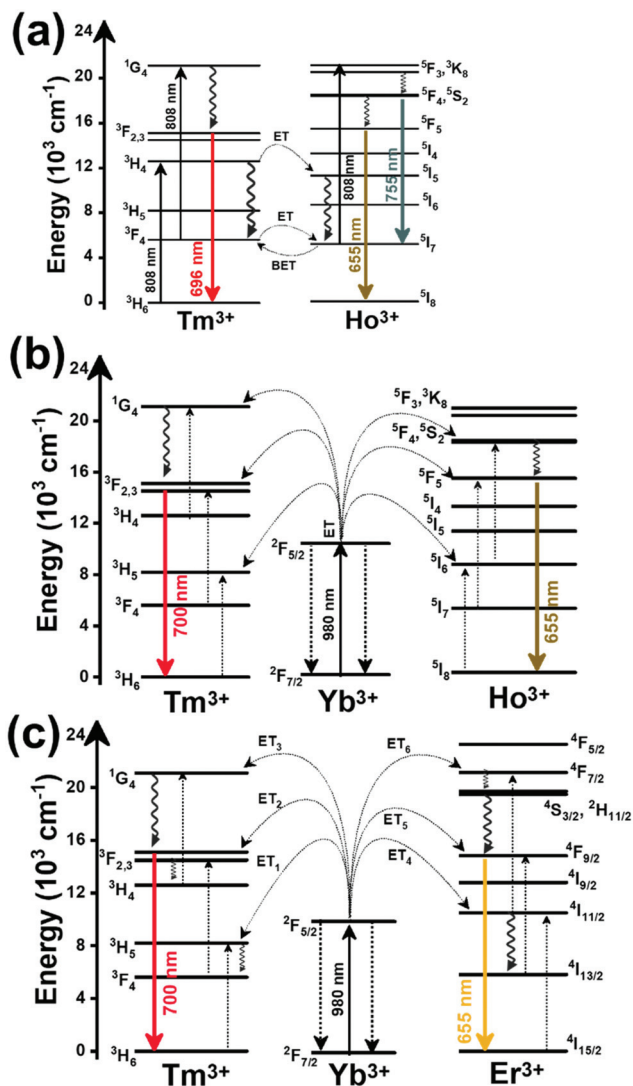 (a)
Energy (10³ cm⁻¹)
24
20
16
12
8
4
0
¹G₄
³F₂,₃
³H₄
³H₅
³F₄
³H₆
808 nm
808 nm
696 nm
Tm³⁺
ET
ET
BET
808 nm
655 nm
755 nm
⁵F₃,³K₈
⁵F₄,⁵S₂
⁵F₅
⁵I₄
⁵I₅
⁵I₆
⁵I₇
⁵I₈
Ho³⁺
(b)
Energy (10³ cm⁻¹)
24
20
16
12
8
4
0
¹G₄
³F₂,₃
³H₄
³H₅
³F₄
³H₆
700 nm
Tm³⁺
ET
²F₅/₂
980 nm
²F₇/₂
Yb³⁺
⁵F₃,³K₈
⁵F₄,⁵S₂
⁵F₅
⁵I₄
⁵I₅
⁵I₆
⁵I₇
⁵I₈
655 nm
Ho³⁺
(c)
Energy (10³ cm⁻¹)
24
20
16
12
8
4
0
¹G₄
³F₂,₃
³H₄
³H₅
³F₄
³H₆
700 nm
Tm³⁺
ET₃
ET₂
ET₁
ET₆
ET₅
ET₄
²F₅/₂
980 nm
²F₇/₂
Yb³⁺
⁴F₅/₂
⁴F₇/₂
⁴S₃/₂, ²H₁₁/₂
⁴F₉/₂
⁴I₉/₂
⁴I₁₁/₂
⁴I₁₃/₂
⁴I₁₅/₂
655 nm
Er³⁺